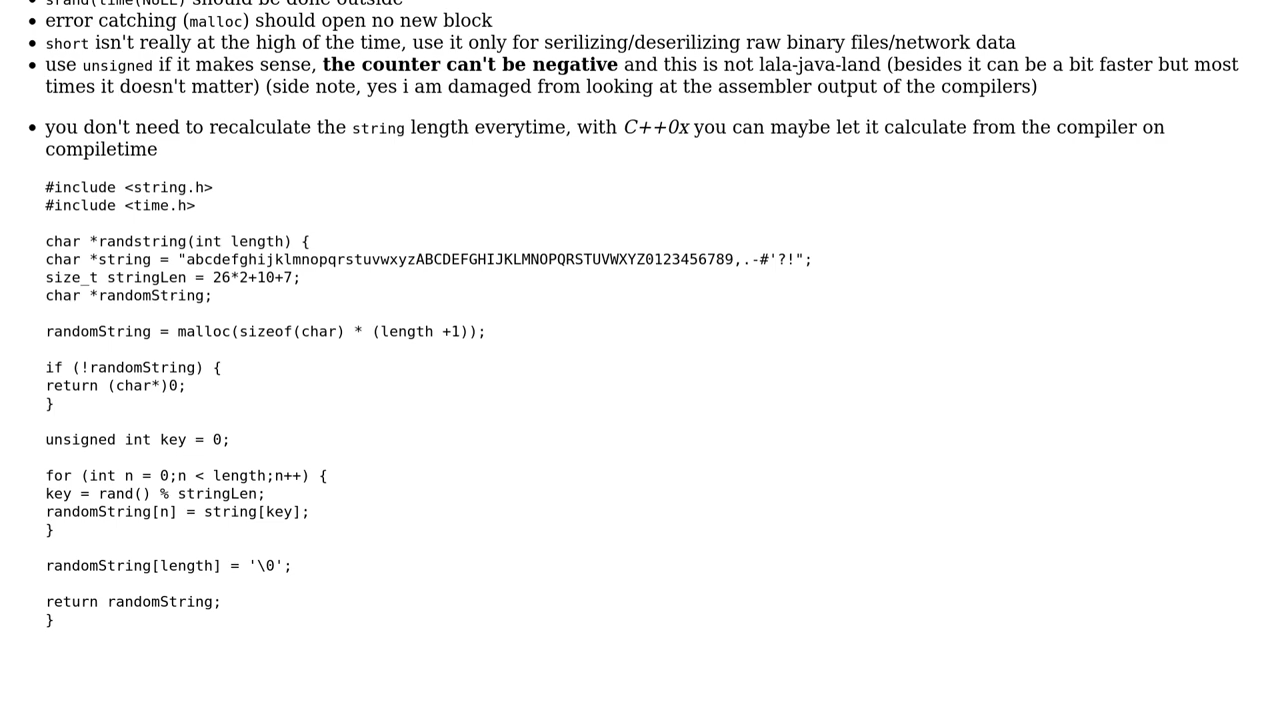 srand(time(NULL) should be done outside
error catching (malloc) should open no new block
short isn't really at the high of the time, use it only for serilizing/deserilizing raw binary files/network data
use unsigned if it makes sense, the counter can't be negative and this is not lala-java-land (besides it can be a bit faster but most
times it doesn't matter) (side note, yes i am damaged from looking at the assembler output of the compilers)
you don't need to recalculate the string length everytime, with C++0x you can maybe let it calculate from the compiler on
compiletime
#include <string.h>
#include <time.h>
char *randstring(int length) {
char *string = "abcdefghijklmnopqrstuvwxyzABCDEFGHIJKLMNOPQRSTUVWXYZ0123456789,.-#'?!";
size_t stringLen = 26*2+10+7;
char *randomString;
randomString = malloc(sizeof(char) * (length +1));
if (!randomString) {
return (char*)0;
}
unsigned int key = 0;
for (int n = 0;n < length;n++) {
key = rand() % stringLen;
randomString[n] = string[key];
}
randomString[length] = '\0';
return randomString;
}